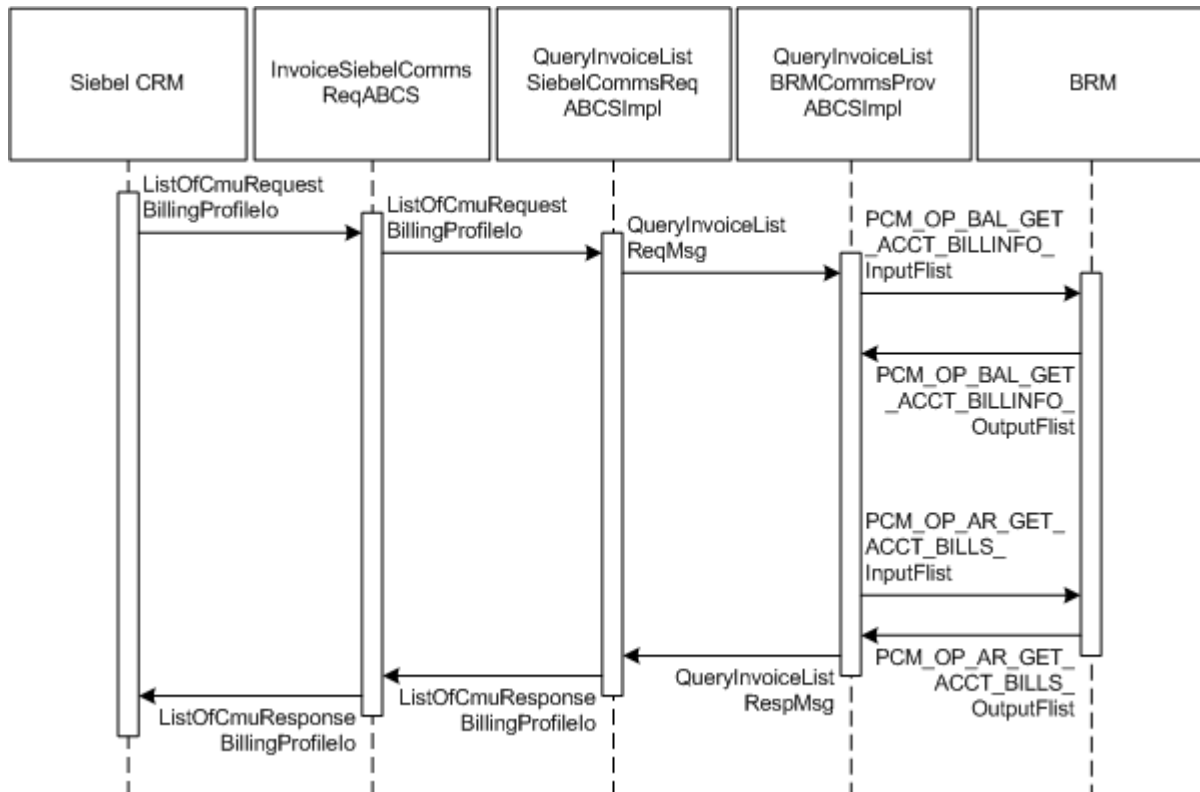 Siebel CRM
InvoiceSiebelComms
ReqABCS
QueryInvoiceList
SiebelCommsReq
ABCSImpl
QueryInvoiceList
BRMCommsProv
ABCSImpl
BRM
ListOfCmuRequest
BillingProfileIo
ListOfCmuRequest
BillingProfileIo
QueryInvoiceList
ReqMsg
PCM_OP_BAL_GET
_ACCT_BILLINFO_
InputFlist
PCM_OP_BAL_GET
_ACCT_BILLINFO_
OutputFlist
PCM_OP_AR_GET_
ACCT_BILLS_
InputFlist
PCM_OP_AR_GET_
ACCT_BILLS_
OutputFlist
QueryInvoiceList
RespMsg
ListOfCmuResponse
BillingProfileIo
ListOfCmuResponse
BillingProfileIo